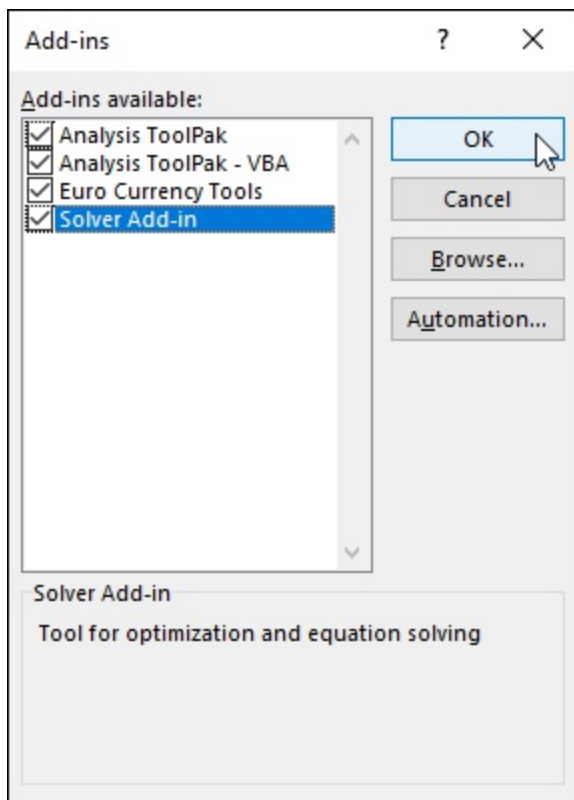 Add-ins
?
Add-ins available:
Analysis ToolPak
Analysis ToolPak - VBA
Euro Currency Tools
Solver Add-in
OK
Cancel
Browse...
Automation...
Solver Add-in
Tool for optimization and equation solving